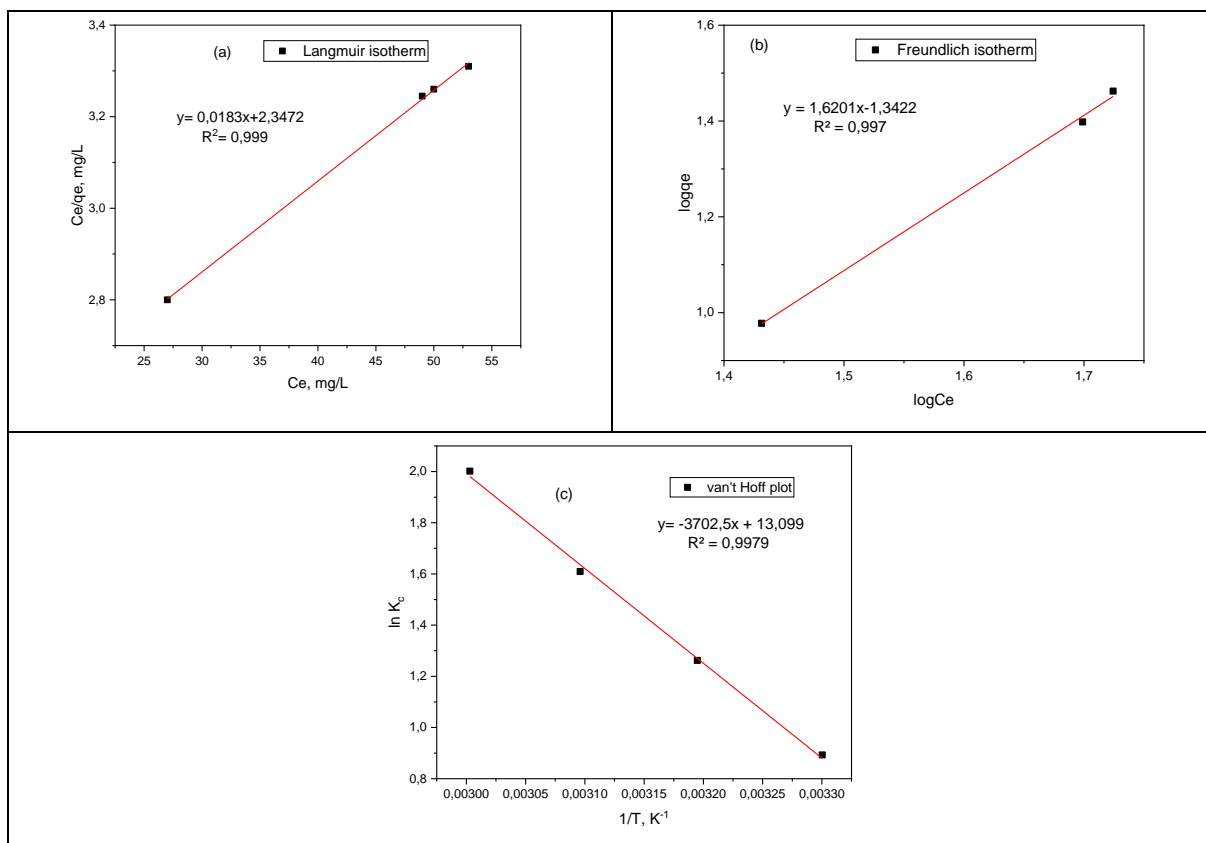 (a)
Langmuir isotherm
y= 0,0183x+2,3472
R²= 0,999
3,4
3,2
3,0
2,8
Ce/qe, mg/L
25 30 35 40 45 50 55
Ce, mg/L
(b)
Freundlich isotherm
y = 1,6201x-1,3422
R² = 0,997
1,6
1,4
1,2
1,0
logqe
1,4 1,5 1,6 1,7
logCe
(c)
van't Hoff plot
y= -3702,5x + 13,099
R² = 0,9979
2,0
1,8
1,6
1,4
1,2
1,0
0,8
ln Kc
0,00300 0,00305 0,00310 0,00315 0,00320 0,00325 0,00330
1/T, K⁻¹